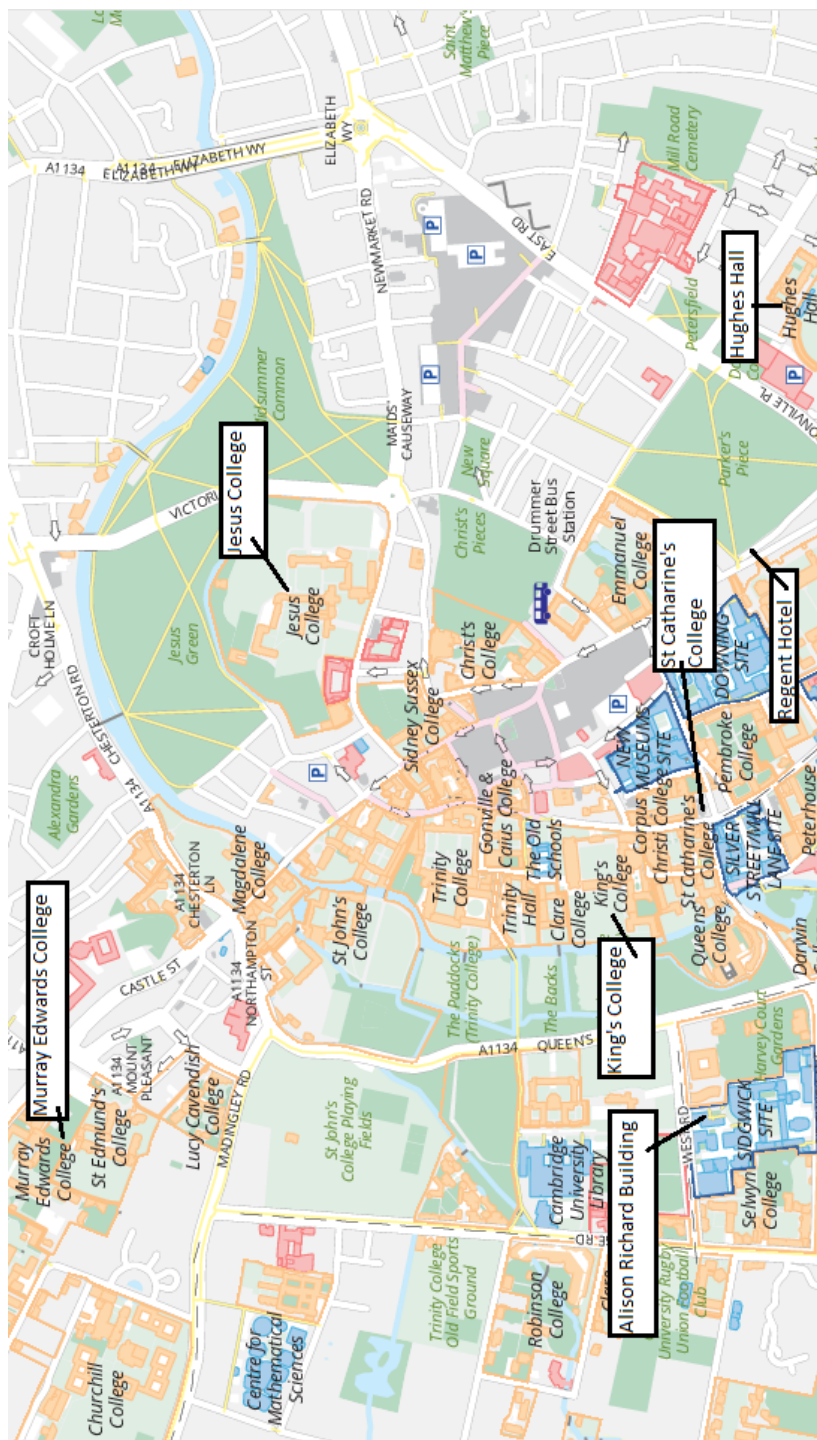 Churchill
College
Murray
Edwards
College
Murray Edwards College
St Edmund's
College
A1134
MOUNT
PLEASANT
CASTLE ST
Alexandra
Gardens
A1134
CHESTERTON RD
CROFT
HOLME LN
A1134
ELIZABETH WY
A1134
ELIZABETH WY
Lucy Cavendish
College
A1134
CHESTERTON
LN
Magdalene
College
Jesus
Green
VICTORI
Jesus College
Midsummer
Common
MADINGLEY RD
A1134
NORTHAMPTON
ST
Centre for
Mathematical
Sciences
St John's
College Playing
Fields
St John's
College
Jesus
College
ELIZABETH
WY
NEWMARKET RD
MAIDS'
CAUSEWAY
Trinity College
Old Field Sports
Ground
The Paddocks
(Trinity College)
Trinity
College
Sidney Sussex
College
Christ's
Pieces
New
Square
P
P
P
P
Saint
Matthew's
Piece
A1134
QUEEN'S
Gonville &
Caius College
Christ's
College
Robinson
College
Cambridge
University
Library
The Backs
Trinity
Hall
The Old
Schools
Clare
College
Drummer
Street Bus
Station
EAST RD
King's
College
King's College
P
NEW
MUSEUMS
SITE
Emmanuel
College
Alison Richard Building
University Rugby
Union Football
Club
Corpus
Christi College
St Catharine's
College
St Catharine's
College
Parker's
Piece
Petersfield
Mill Road
Cemetery
WEST RD
Queens'
College
Pembroke
College
DOWNING
SITE
Selwyn
College
SIDGWICK
SITE
Harvey Court
Gardens
SILVER
STREET/MILL
LANE SITE
Regent Hotel
Hughes Hall
Hughes
Hall
P
Darwin
Peterhouse
ONVILLE PL